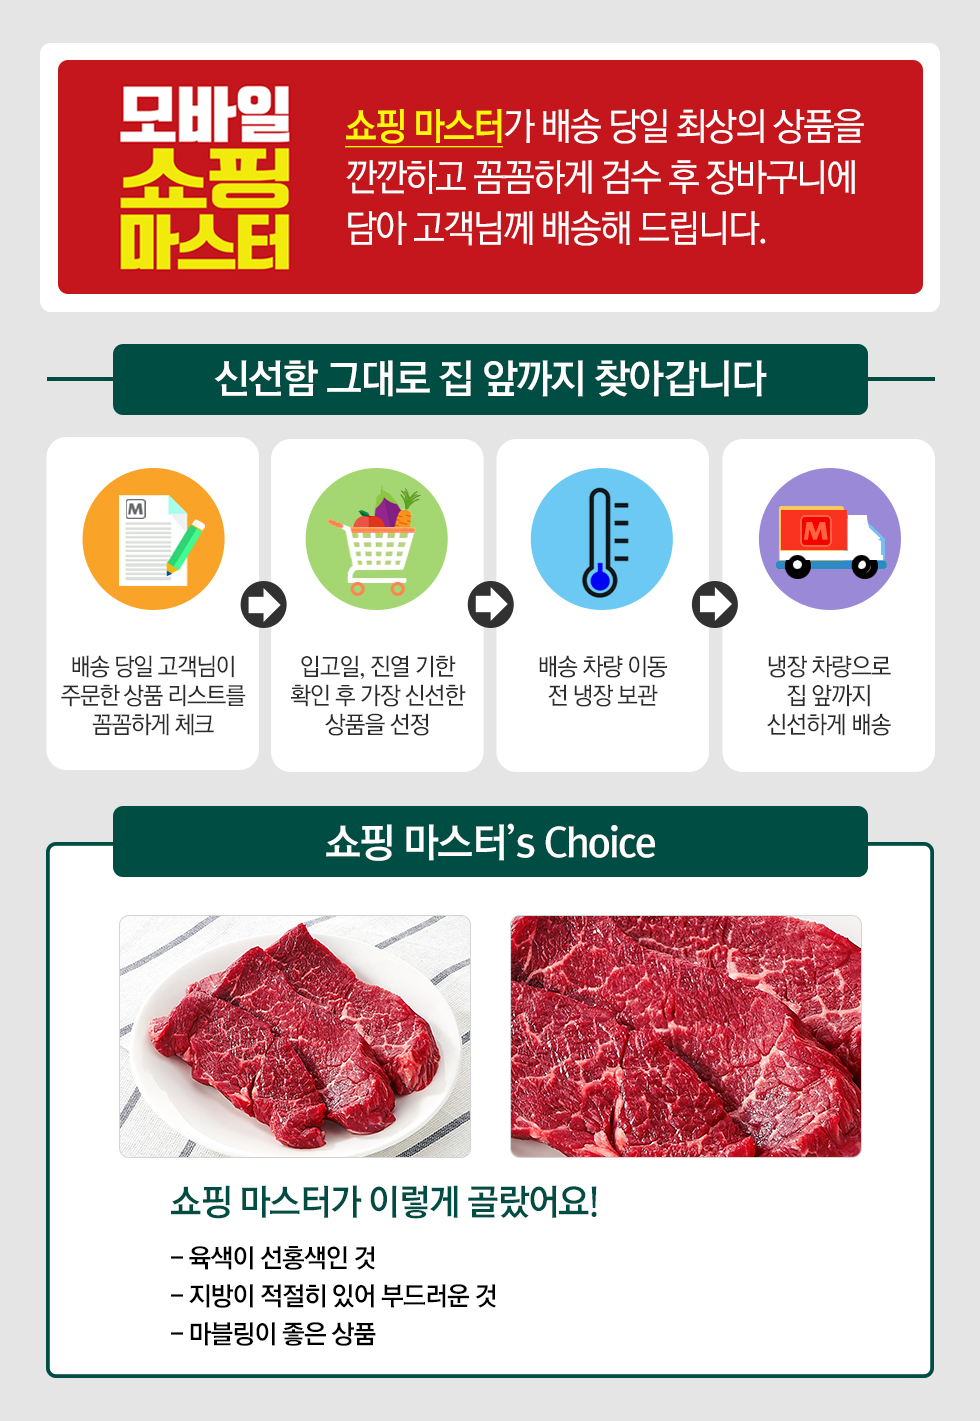 모바일
쇼핑
마스터
쇼핑 마스터가 배송 당일 최상의 상품을
깐깐하고 꼼꼼하게 검수 후 장바구니에
담아 고객님께 배송해 드립니다.
신선함 그대로 집 앞까지 찾아갑니다
M
M
배송 당일 고객님이
주문한 상품 리스트를
꼼꼼하게 체크
입고일, 진열 기한
확인 후 가장 신선한
상품을 선정
배송 차량 이동
전 냉장 보관
냉장 차량으로
집 앞까지
신선하게 배송
쇼핑 마스터's Choice
쇼핑 마스터가 이렇게 골랐어요!
– 육색이 선홍색인 것
– 지방이 적절히 있어 부드러운 것
– 마블링이 좋은 상품